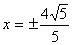 x = ± 4√5 / 5